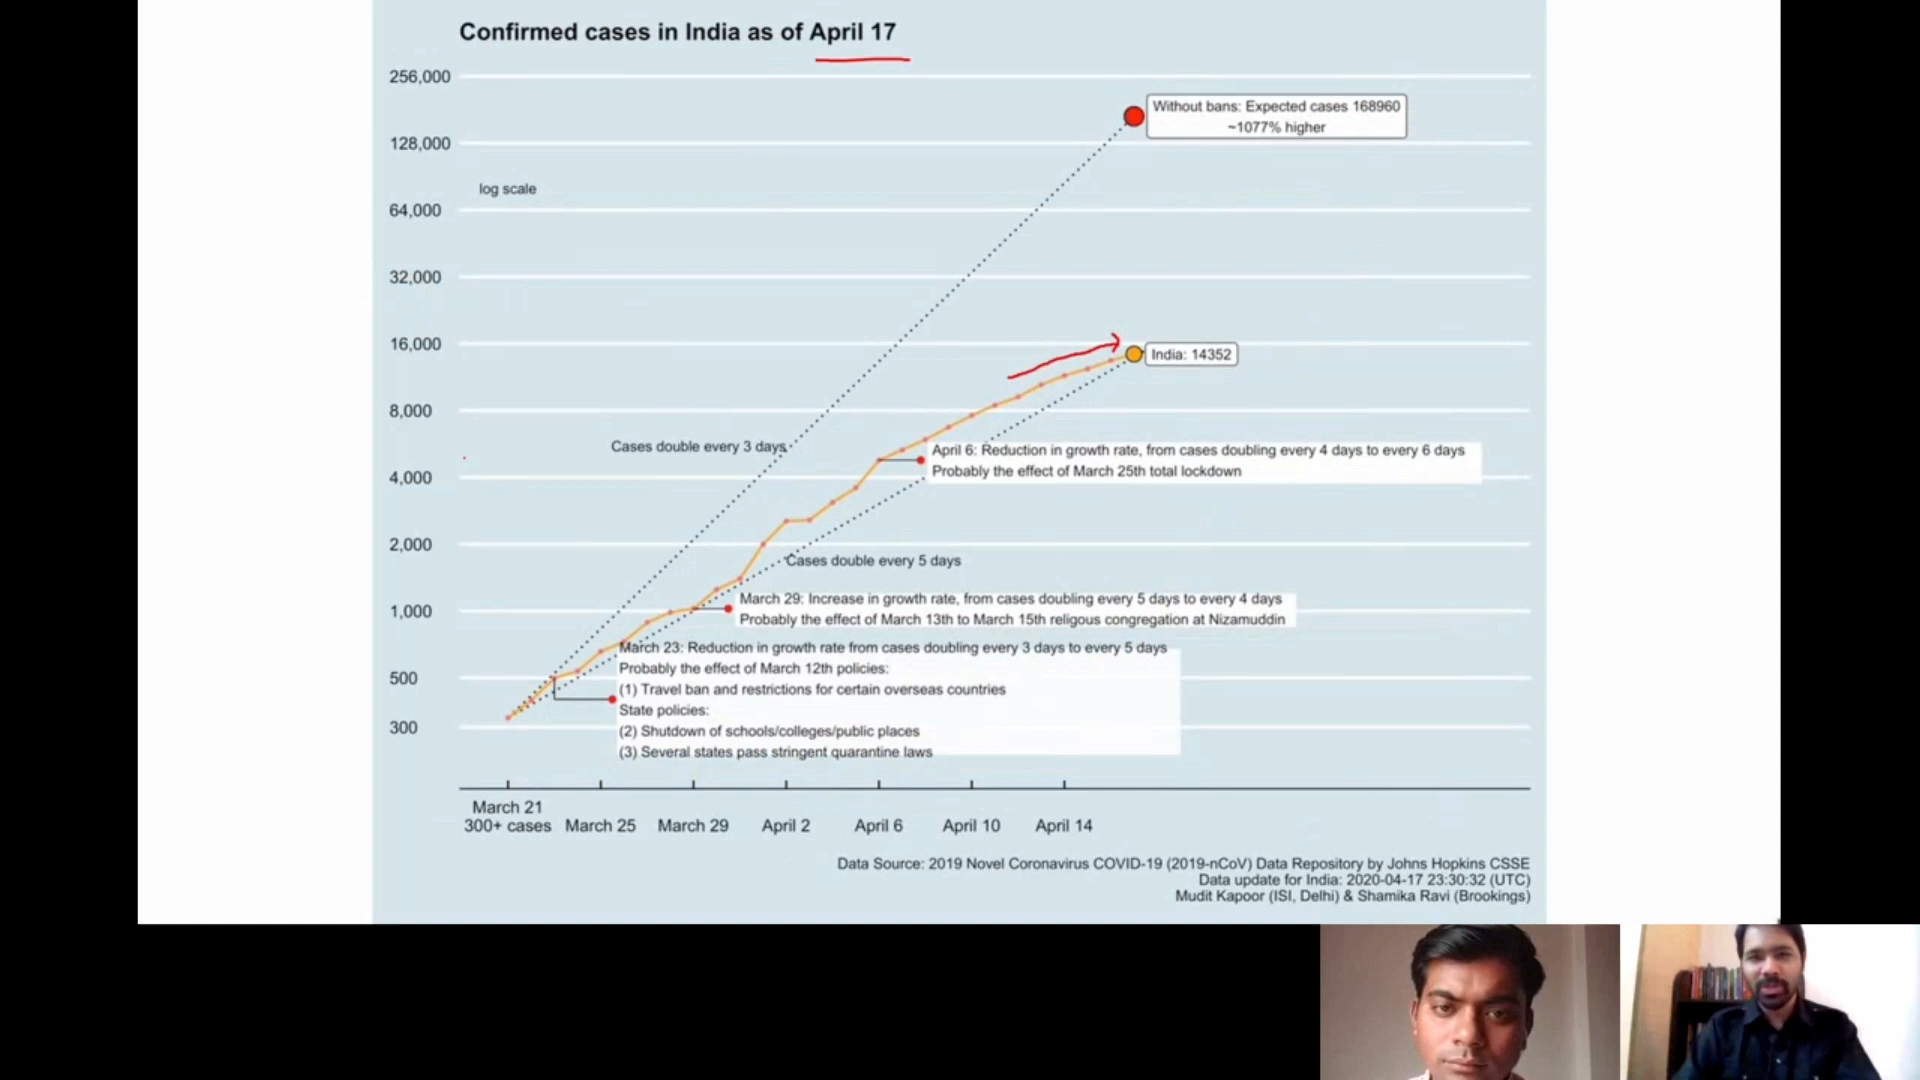 Confirmed cases in India as of April 17
256,000
Without bans: Expected cases 168960
~1077% higher
128,000
log scale
64,000
32,000
16,000
India: 14352
8,000
Cases double every 3 days
April 6: Reduction in growth rate, from cases doubling every 4 days to every 6 days
Probably the effect of March 25th total lockdown
4,000
2,000
Cases double every 5 days
March 29: Increase in growth rate, from cases doubling every 5 days to every 4 days
Probably the effect of March 13th to March 15th religous congregation at Nizamuddin
1,000
March 23: Reduction in growth rate from cases doubling every 3 days to every 5 days
Probably the effect of March 12th policies:
500
(1) Travel ban and restrictions for certain overseas countries
State policies:
300
(2) Shutdown of schools/colleges/public places
(3) Several states pass stringent quarantine laws
March 21
300+ cases March 25 March 29 April 2 April 6 April 10 April 14
Data Source: 2019 Novel Coronavirus COVID-19 (2019-nCoV) Data Repository by Johns Hopkins CSSE
Data update for India: 2020-04-17 23:30:32 (UTC)
Mudit Kapoor (ISI, Delhi) & Shamika Ravi (Brookings)